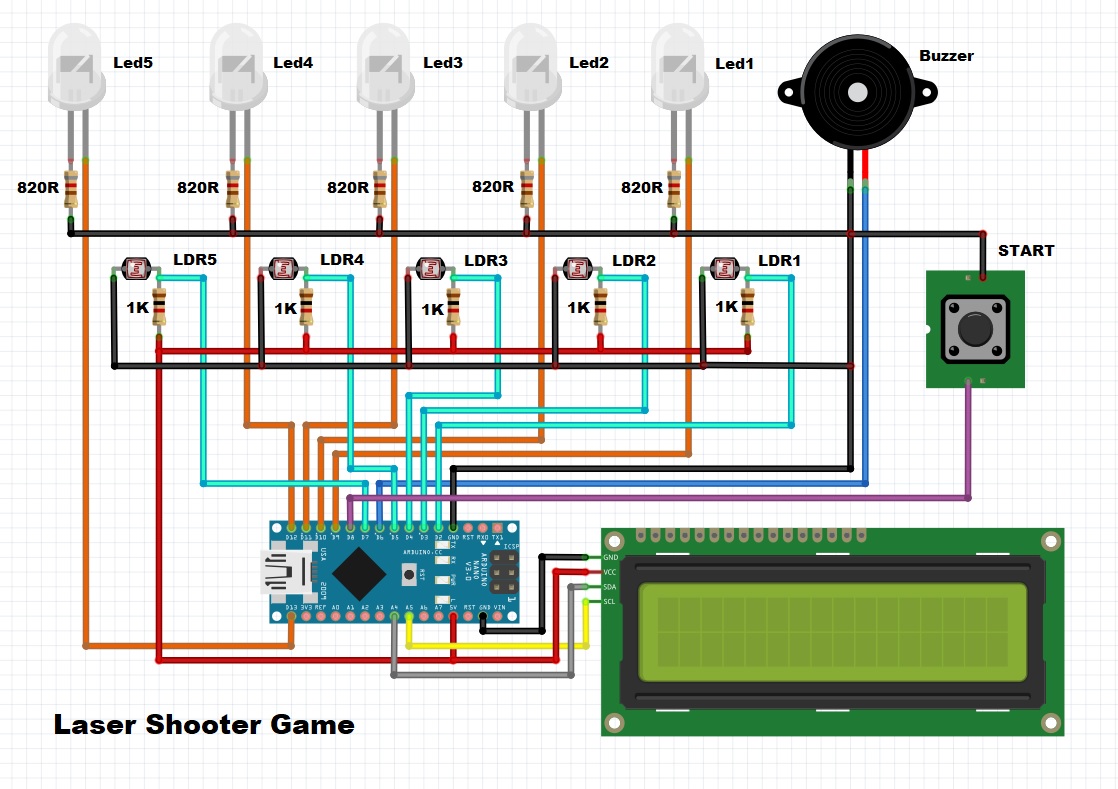 Led5 Led4 Led3 Led2 Led1 Buzzer
820R 820R 820R 820R 820R
START
LDR5 LDR4 LDR3 LDR2 LDR1
1K 1K 1K 1K 1K
D12 D11 D10 D9 D8 D7 D6 D5 D4 D3 D2 GND RST RX0 TX1
USA
2009
ARDUINO.CC
RST
TX
RX
PWR
L
ARDUINO
NANO
V3.0
ICSP
1
D13 3V3 REF A0 A1 A2 A3 A4 A5 A6 A7 5V RST GND VIN
GND
VCC
SDA
SCL
Laser Shooter Game